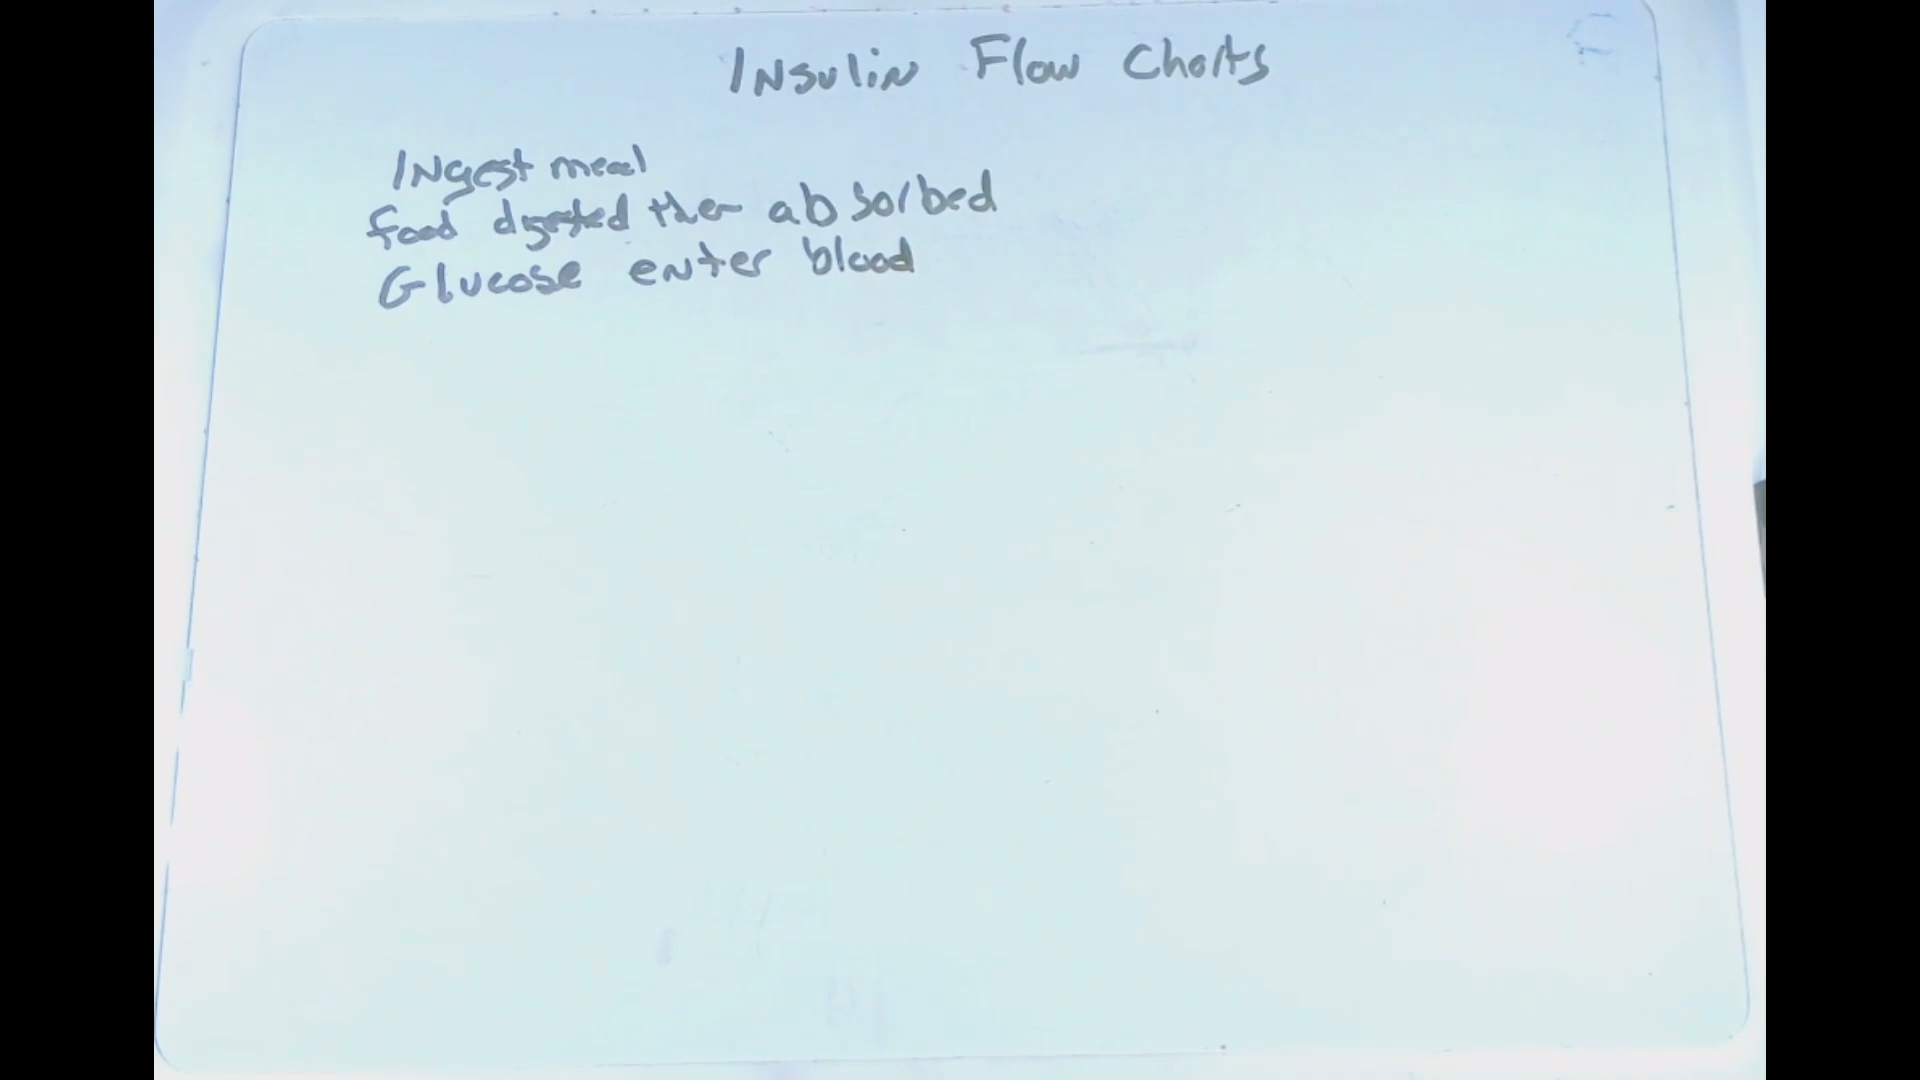 Insulin Flow Charts
Ingest meal
food digested then absorbed
Glucose enter blood